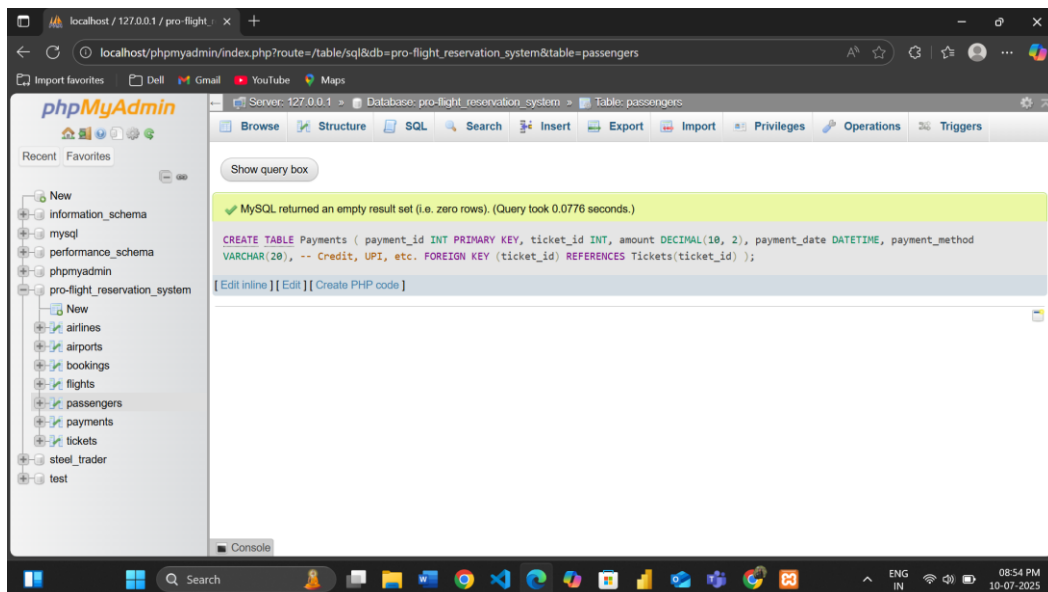 localhost / 127.0.0.1 / pro-flight_r
localhost/phpmyadmin/index.php?route=/table/sql&db=pro-flight_reservation_system&table=passengers
Import favorites Dell Gmail YouTube Maps
phpMyAdmin
Server: 127.0.0.1 » Database: pro-flight_reservation_system » Table: passengers
Browse Structure SQL Search Insert Export Import Privileges Operations Triggers
Recent Favorites
Show query box
New
information_schema
mysql
performance_schema
phpmyadmin
pro-flight_reservation_system
New
airlines
airports
bookings
flights
passengers
payments
tickets
steel_trader
test
MySQL returned an empty result set (i.e. zero rows). (Query took 0.0776 seconds.)
CREATE TABLE Payments ( payment_id INT PRIMARY KEY, ticket_id INT, amount DECIMAL(10, 2), payment_date DATETIME, payment_method
VARCHAR(20), -- Credit, UPI, etc. FOREIGN KEY (ticket_id) REFERENCES Tickets(ticket_id) );
[ Edit inline ] [ Edit ] [ Create PHP code ]
Console
Search
ENG
IN
08:54 PM
10-07-2025